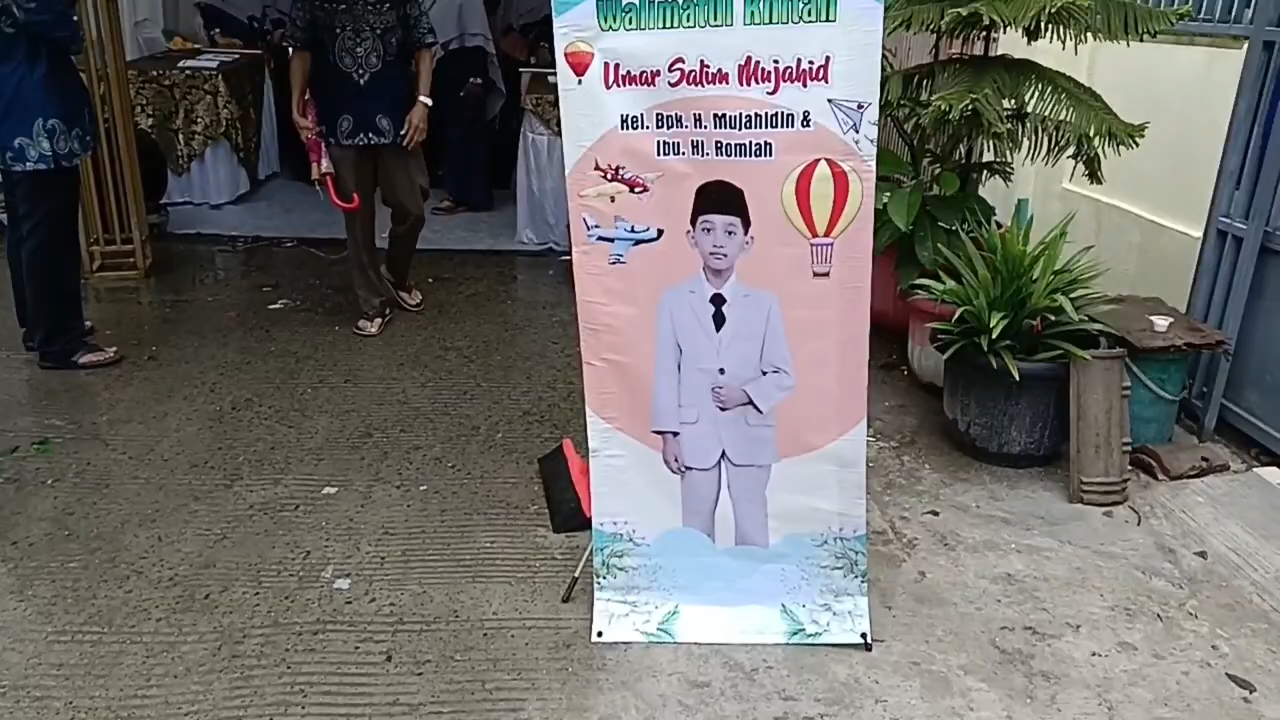 Walimatul Khitan
Umar Salim Mujahid
Kel. Bpk. H. Mujahidin &
Ibu. Hj. Romlah